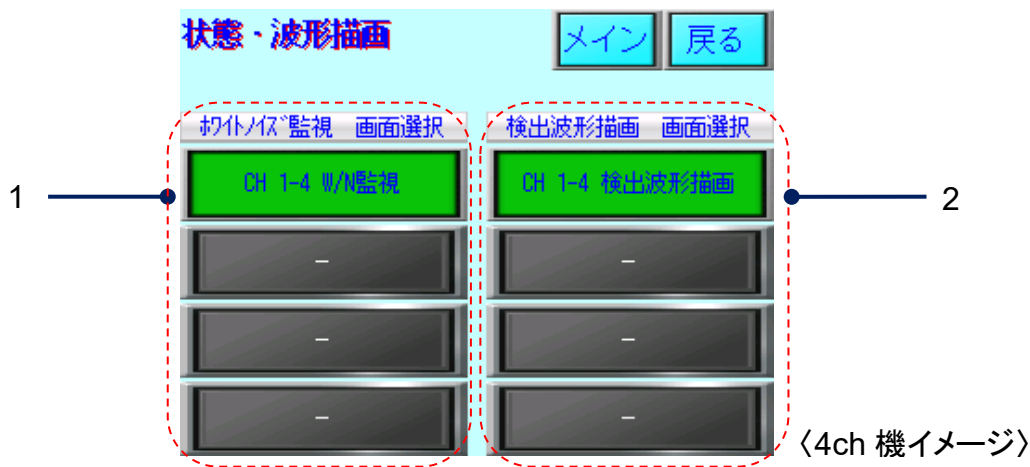 状態・波形描画
メイン
戻る
ﾎﾜｲﾄﾉｲｽﾞ監視 画面選択
検出波形描画 画面選択
1
CH 1-4 W/N監視
CH 1-4 検出波形描画
2
−
−
−
−
−
−
〈4ch 機イメージ〉